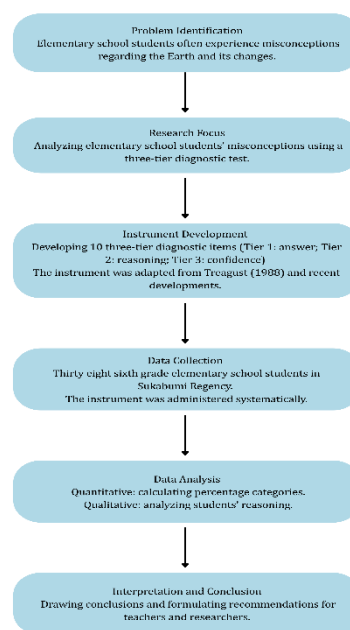 Problem Identification
Elementary school students often experience misconceptions
regarding the Earth and its changes.
Research Focus
Analyzing elementary school students' misconceptions using a
three-tier diagnostic test.
Instrument Development
Developing 10 three-tier diagnostic items (Tier 1: answer; Tier
2: reasoning; Tier 3: confidence)
The instrument was adapted from Treagust (1988) and recent
developments.
Data Collection
Thirty eight sixth grade elementary school students in
Sukabumi Regency.
The instrument was administered systematically.
Data Analysis
Quantitative: calculating percentage categories.
Qualitative: analyzing students' reasoning.
Interpretation and Conclusion
Drawing conclusions and formulating recommendations for
teachers and researchers.